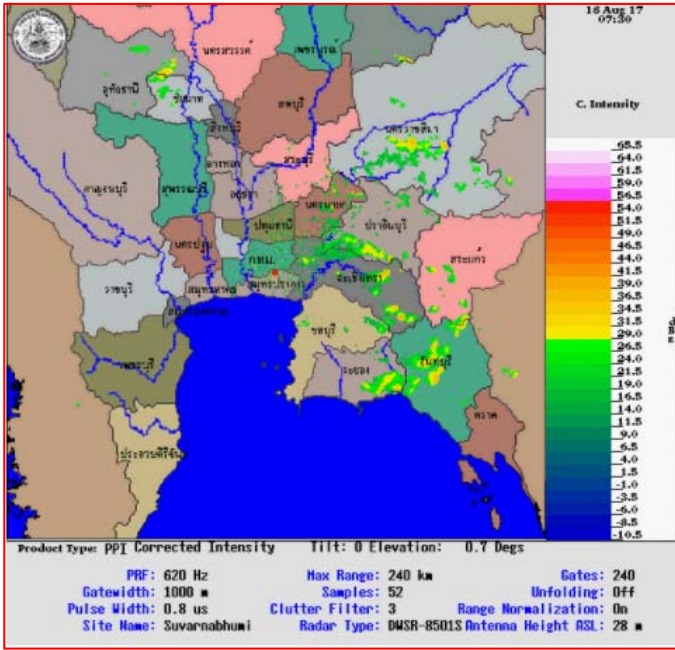 16 Aug 17
07:30
C. Intensity
65.5
64.0
61.5
59.0
56.5
54.0
51.5
49.0
46.5
44.0
41.5
39.0
36.5
34.0
31.5
29.0
26.5
24.0
21.5
19.0
16.5
14.0
11.5
9.0
6.5
4.0
1.5
-1.0
-3.5
-6.0
-8.5
-10.5
นครสวรรค์
เพชรบูรณ์
อุทัยธานี
ชัยนาท
ลพบุรี
สิงห์บุรี
นครราชสีมา
อ่างทอง
สระบุรี
กาญจนบุรี
สุพรรณบุรี
อยุธยา
นครนายก
ปราจีนบุรี
ปทุมธานี
นครปฐม
กทม.
สระแก้ว
ราชบุรี
สมุทรสาคร
สมุทรปราการ
ฉะเชิงเทรา
ชลบุรี
เพชรบุรี
ระยอง
จันทบุรี
ตราด
ประจวบคีรีขันธ์
Product Type: PPI Corrected Intensity Tilt: 0 Elevation: 0.7 Degs
PRF: 620 Hz Max Range: 240 km Gates: 240
Gatewidth: 1000 m Samples: 52 Unfolding: Off
Pulse Width: 0.8 us Clutter Filter: 3 Range Normalization: On
Site Name: Suvarnabhumi Radar Type: DWSR-8501S Antenna Height ASL: 28 m